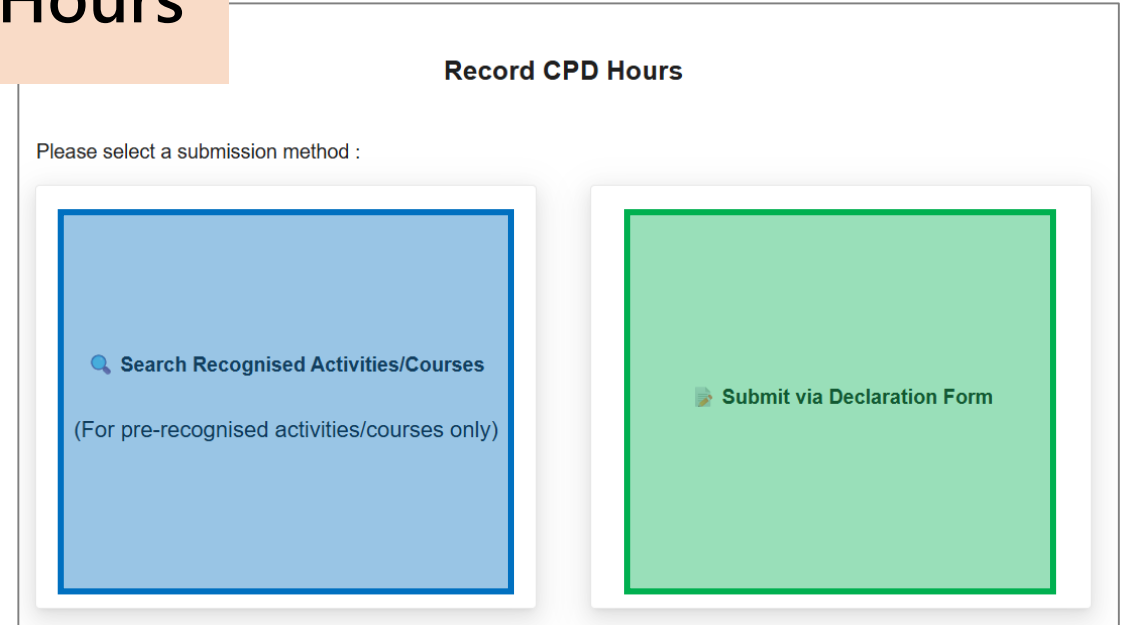 Hours
Record CPD Hours
Please select a submission method :
Search Recognised Activities/Courses
(For pre-recognised activities/courses only)
Submit via Declaration Form